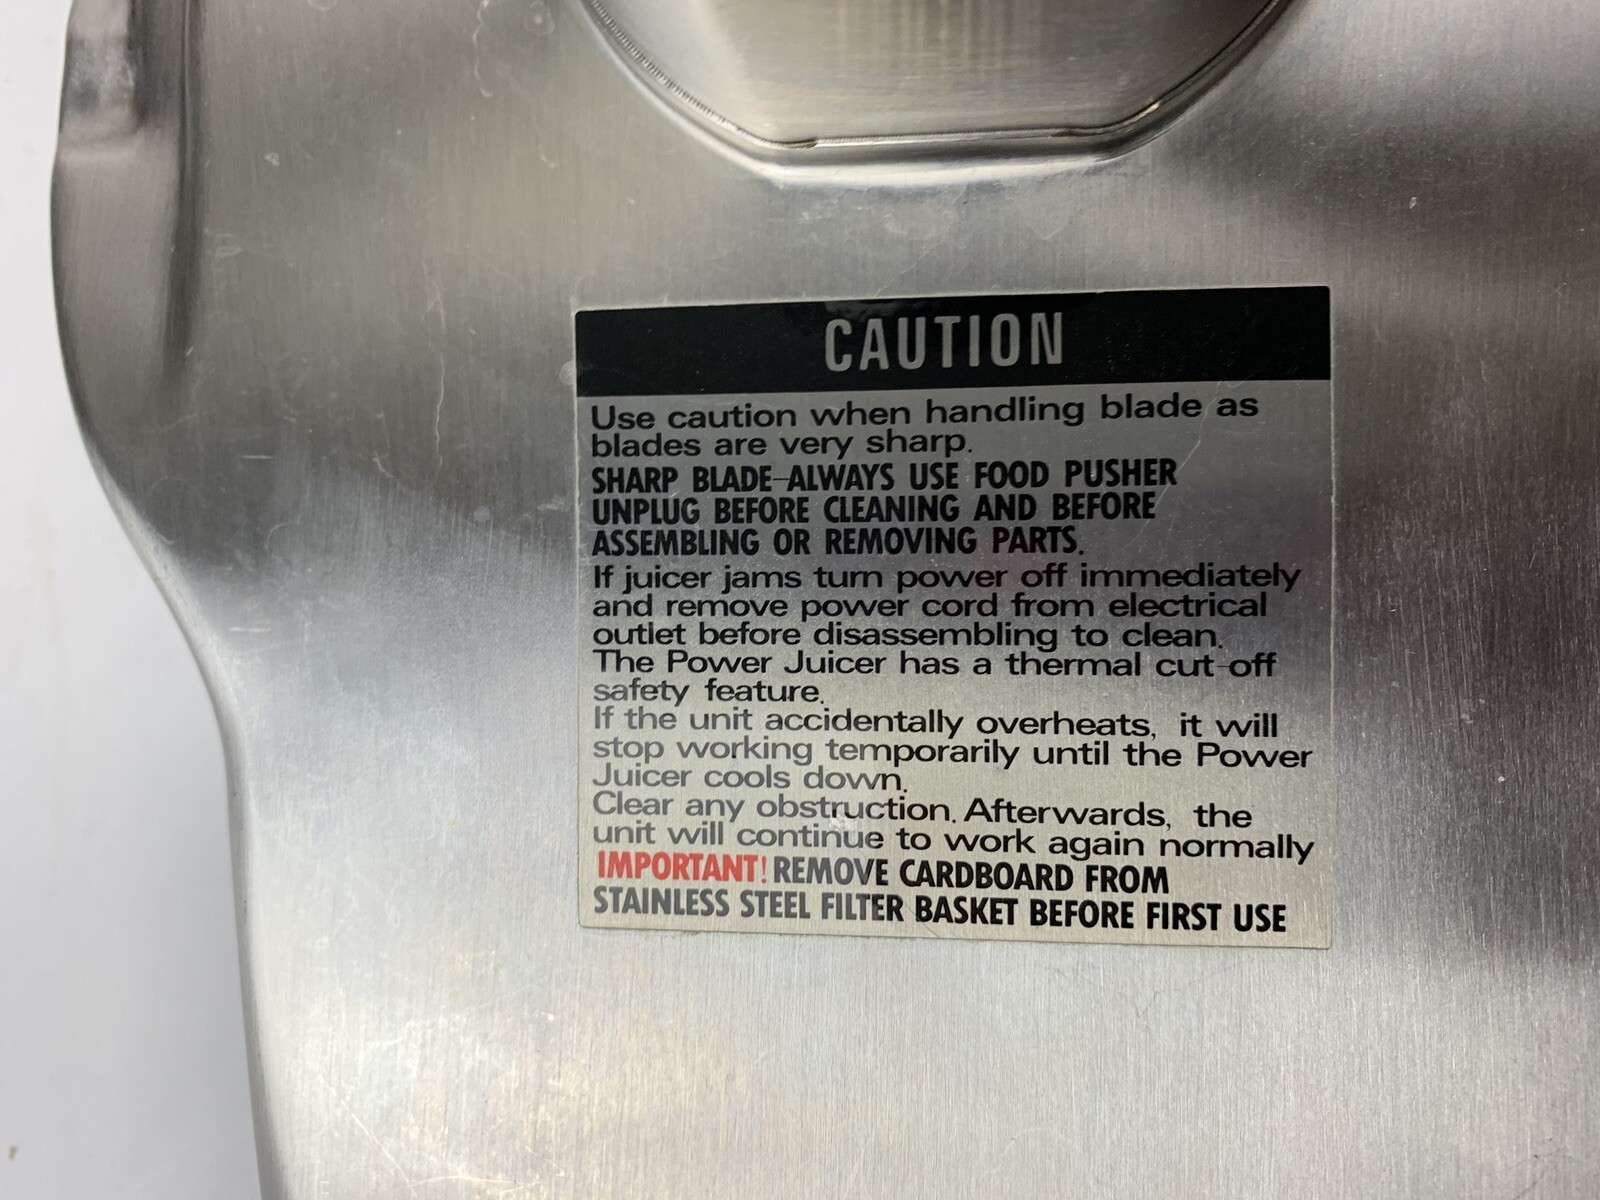 CAUTION
Use caution when handling blade as
blades are very sharp.
SHARP BLADE-ALWAYS USE FOOD PUSHER
UNPLUG BEFORE CLEANING AND BEFORE
ASSEMBLING OR REMOVING PARTS.
If juicer jams turn power off immediately
and remove power cord from electrical
outlet before disassembling to clean.
The Power Juicer has a thermal cut-off
safety feature.
If the unit accidentally overheats, it will
stop working temporarily until the Power
Juicer cools down.
Clear any obstruction. Afterwards, the
unit will continue to work again normally
IMPORTANT! REMOVE CARDBOARD FROM
STAINLESS STEEL FILTER BASKET BEFORE FIRST USE